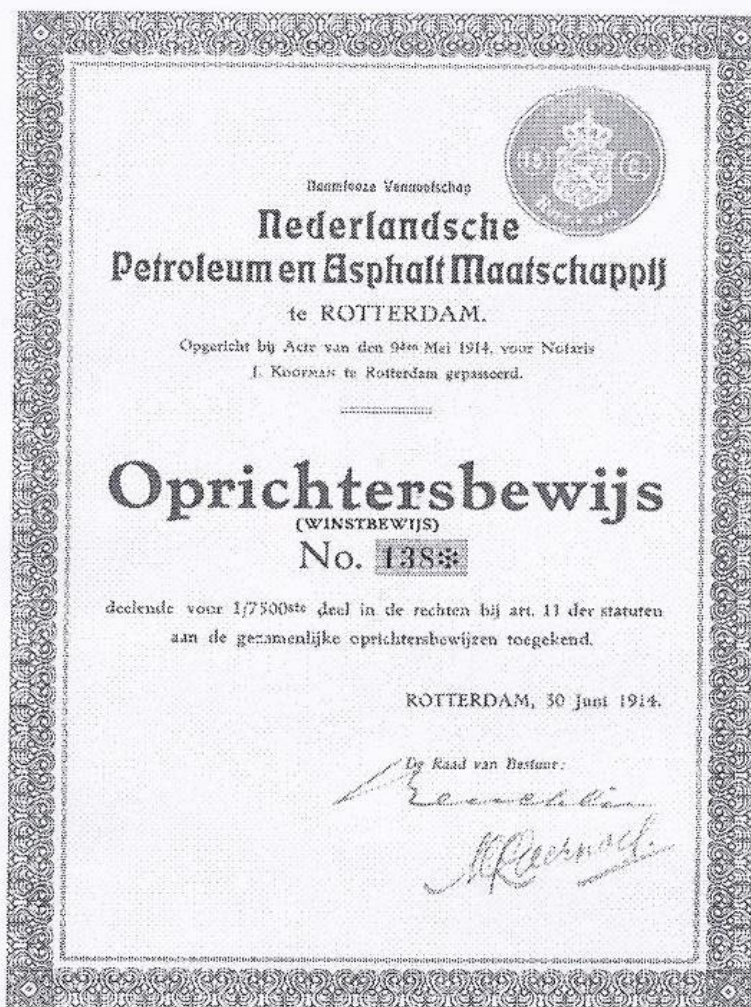 Naamlooze Vennootschap
Nederlandsche
Petroleum en Asphalt Maatschappij
te ROTTERDAM.
Opgericht bij Acte van den 9den Mei 1914, voor Notaris
J. KOOPMAN te Rotterdam gepasseerd.
Oprichtersbewijs
(WINSTBEWIJS)
No. 138
deelende voor 1/7500ste deel in de rechten bij art. 11 der statuten
aan de gezamenlijke oprichtersbewijzen toegekend.
ROTTERDAM, 30 Juni 1914.
De Raad van Bestuur: